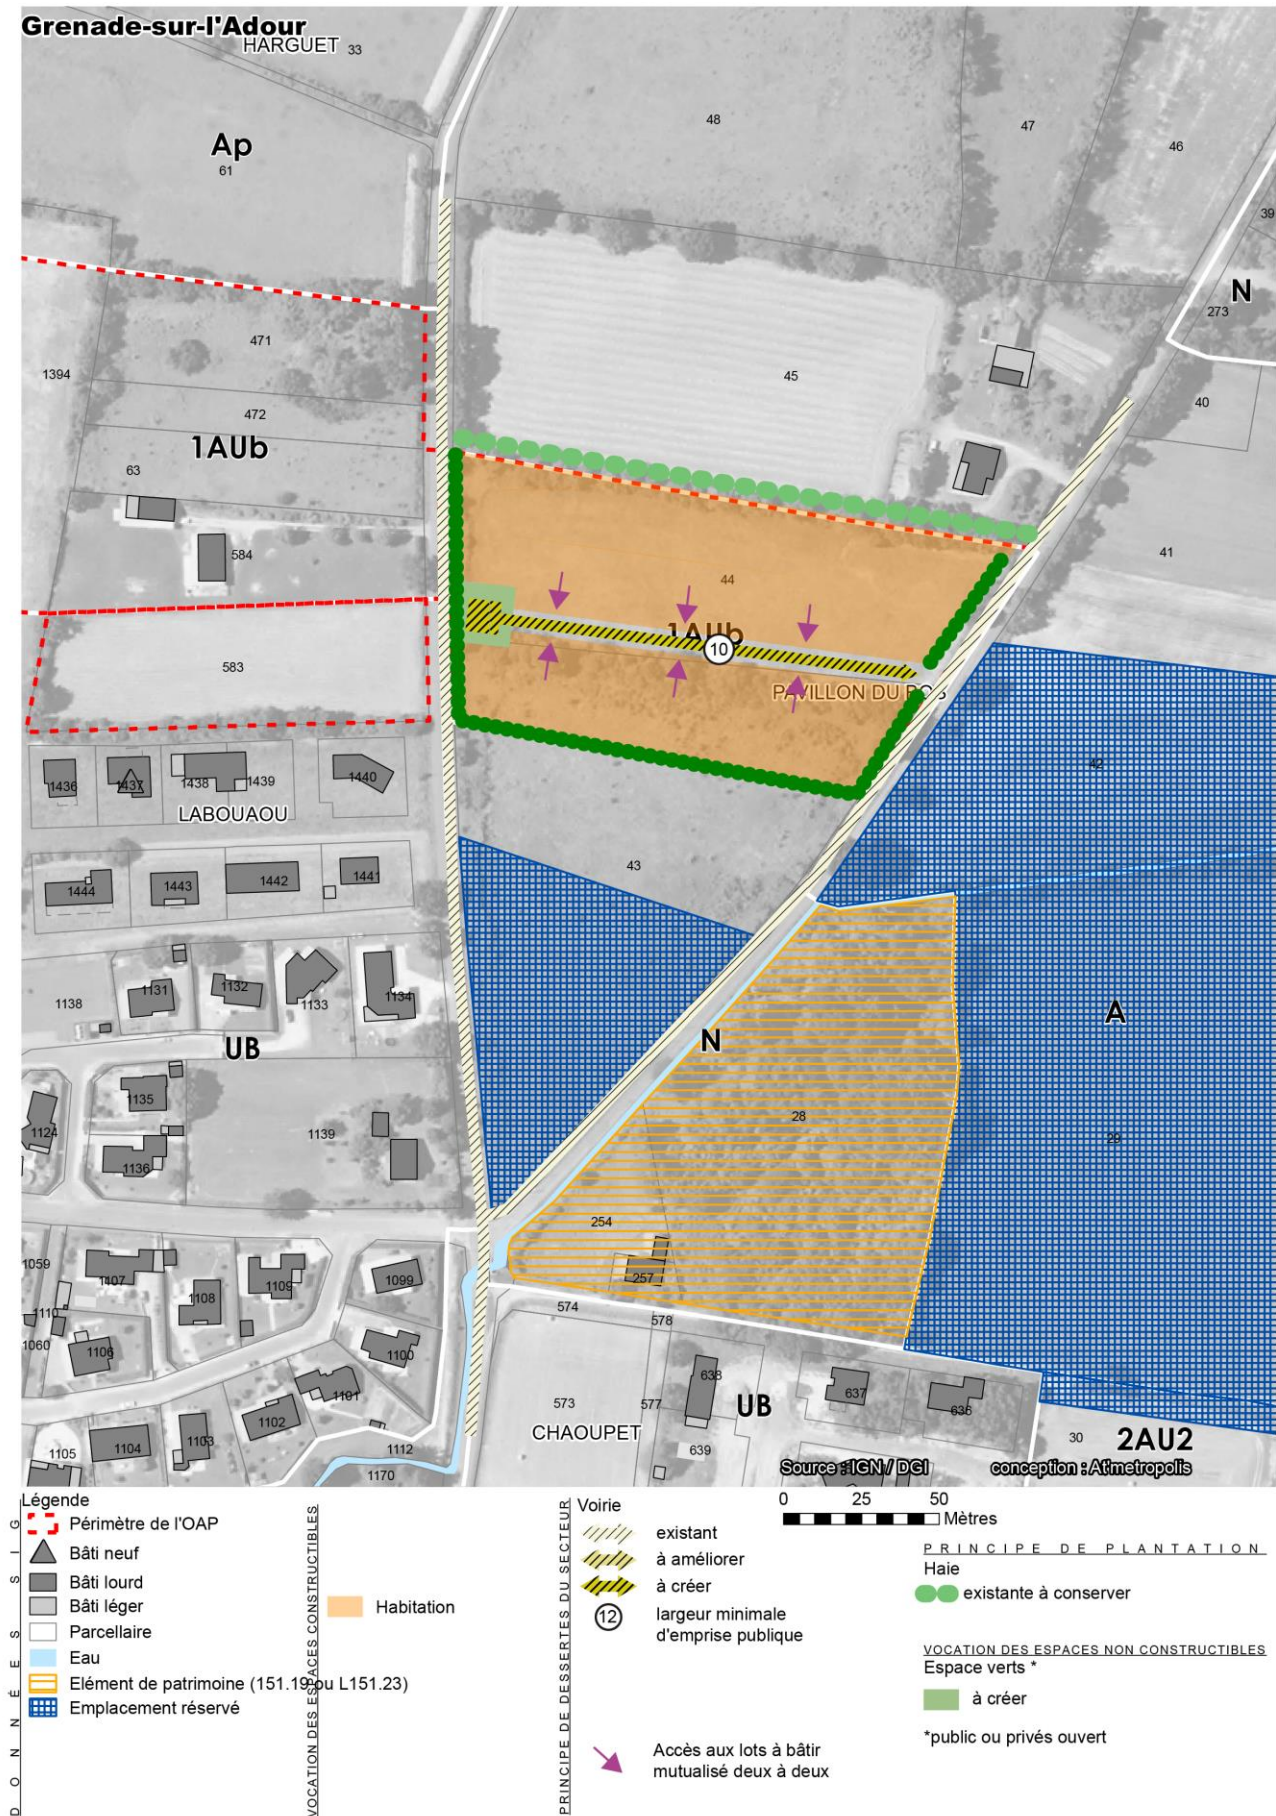 Grenade-sur-l'Adour
HARGUET 33
48
47
46
Ap
61
39
N
273
471
1394
45
40
472
1AUb
63
41
584
44
1AUb
10
583
PAVILLON DU BOS
42
1436
1437
1438
1439
1440
LABOUAOU
43
1444
1443
1442
1441
1138
1131
1132
1133
1134
A
UB
N
1135
28
29
1124
1139
1136
254
1059
1107
1109
1099
257
1108
574
1110
578
1060
1106
1100
638
637
636
1101
573
577
UB
1102
CHAOUPET
1105
1104
1103
1112
639
30
2AU2
1170
Source : IGN / DGI
conception : At'metropolis
Légende
DONNÉES SIG
Périmètre de l'OAP
Bâti neuf
Bâti lourd
Bâti léger
Parcellaire
Eau
Elément de patrimoine (151.19 ou L151.23)
Emplacement réservé
VOCATION DES ESPACES CONSTRUCTIBLES
Habitation
PRINCIPE DE DESSERTES DU SECTEUR
Voirie
existant
à améliorer
à créer
12
largeur minimale
d'emprise publique
Accès aux lots à bâtir
mutualisé deux à deux
0 25 50
Mètres
PRINCIPE DE PLANTATION
Haie
existante à conserver
VOCATION DES ESPACES NON CONSTRUCTIBLES
Espace verts *
à créer
*public ou privés ouvert